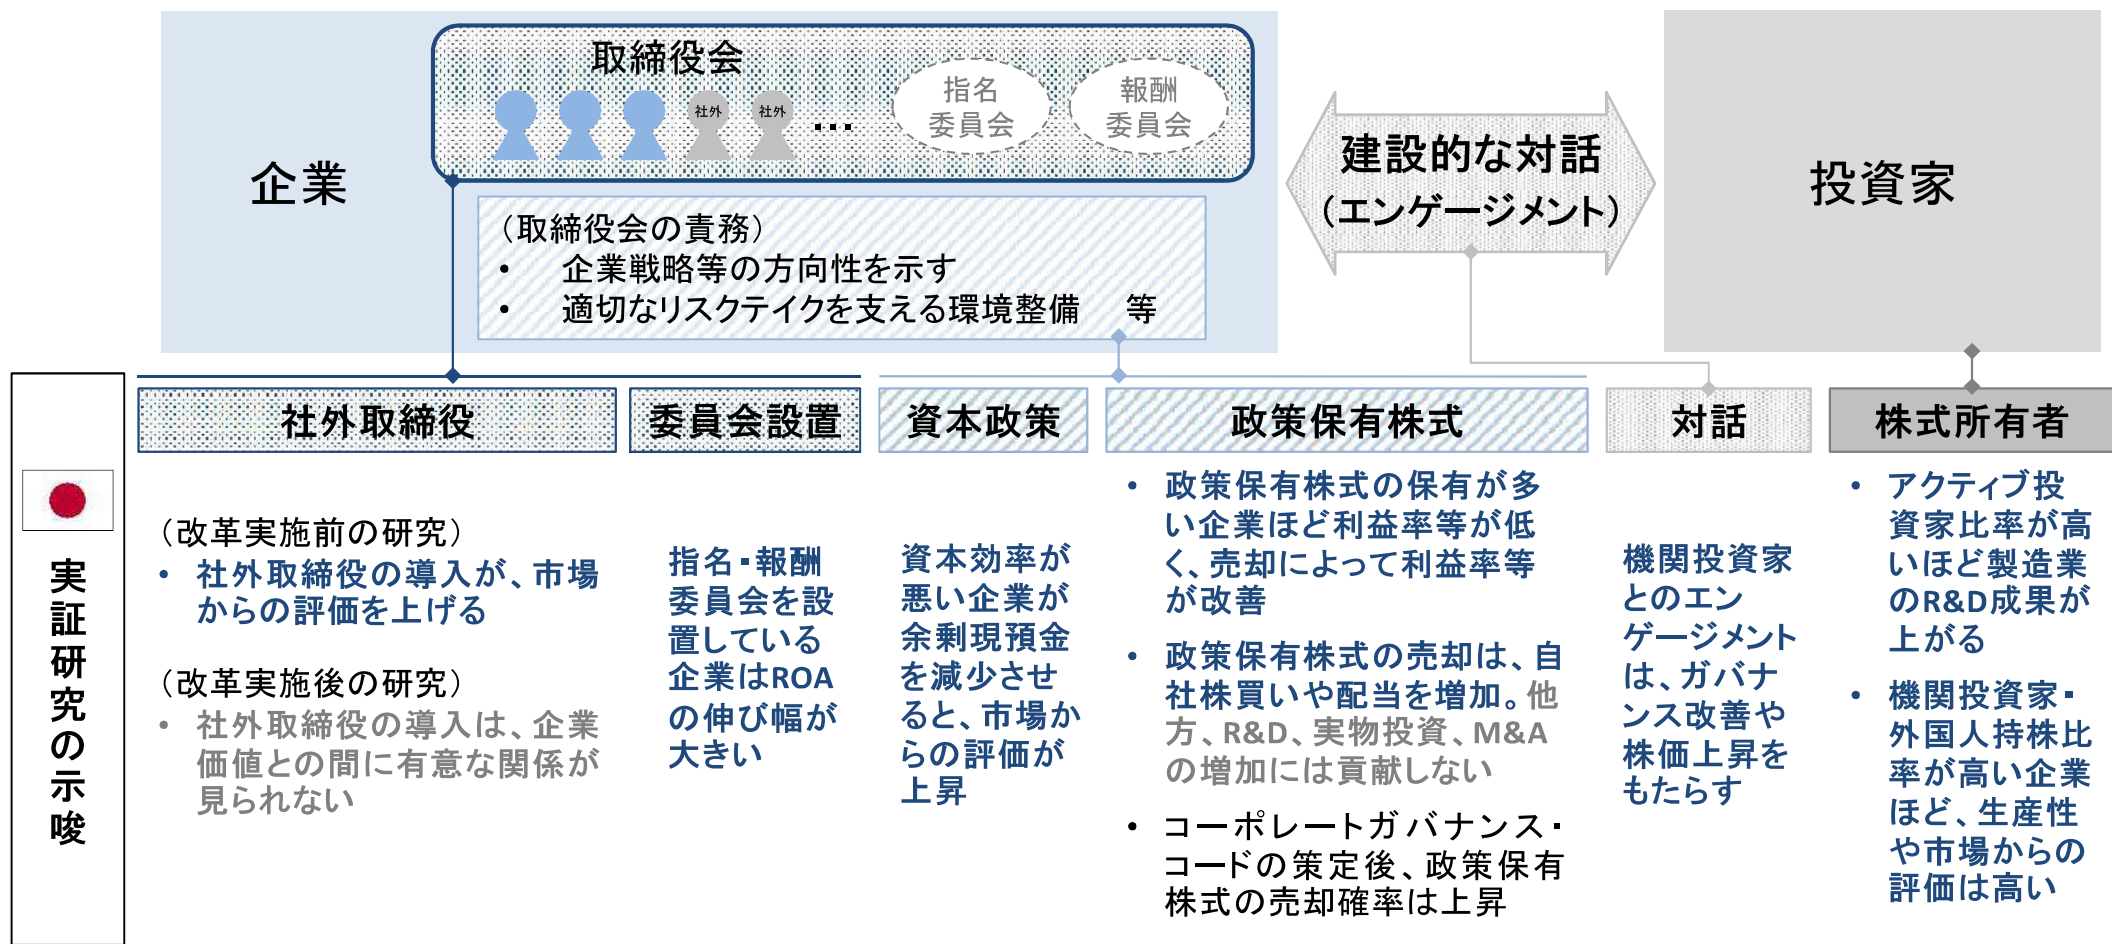 取締役会
社外
社外
…
指名
委員会
報酬
委員会
企業
(取締役会の責務)
• 企業戦略等の方向性を示す
• 適切なリスクテイクを支える環境整備 等
建設的な対話
(エンゲージメント)
投資家
実証研究の示唆
社外取締役
(改革実施前の研究)
• 社外取締役の導入が、市場
からの評価を上げる
(改革実施後の研究)
• 社外取締役の導入は、企業
価値との間に有意な関係が
見られない
委員会設置
指名・報酬
委員会を設
置している
企業はROA
の伸び幅が
大きい
資本政策
資本効率が
悪い企業が
余剰現預金
を減少させ
ると、市場か
らの評価が
上昇
政策保有株式
• 政策保有株式の保有が多
い企業ほど利益率等が低
く、売却によって利益率等
が改善
• 政策保有株式の売却は、自
社株買いや配当を増加。他
方、R&D、実物投資、M&A
の増加には貢献しない
• コーポレートガバナンス・
コードの策定後、政策保有
株式の売却確率は上昇
対話
機関投資家
とのエン
ゲージメント
は、ガバナ
ンス改善や
株価上昇を
もたらす
株式所有者
• アクティブ投
資家比率が高
いほど製造業
のR&D成果が
上がる
• 機関投資家・
外国人持株比
率が高い企業
ほど、生産性
や市場からの
評価は高い